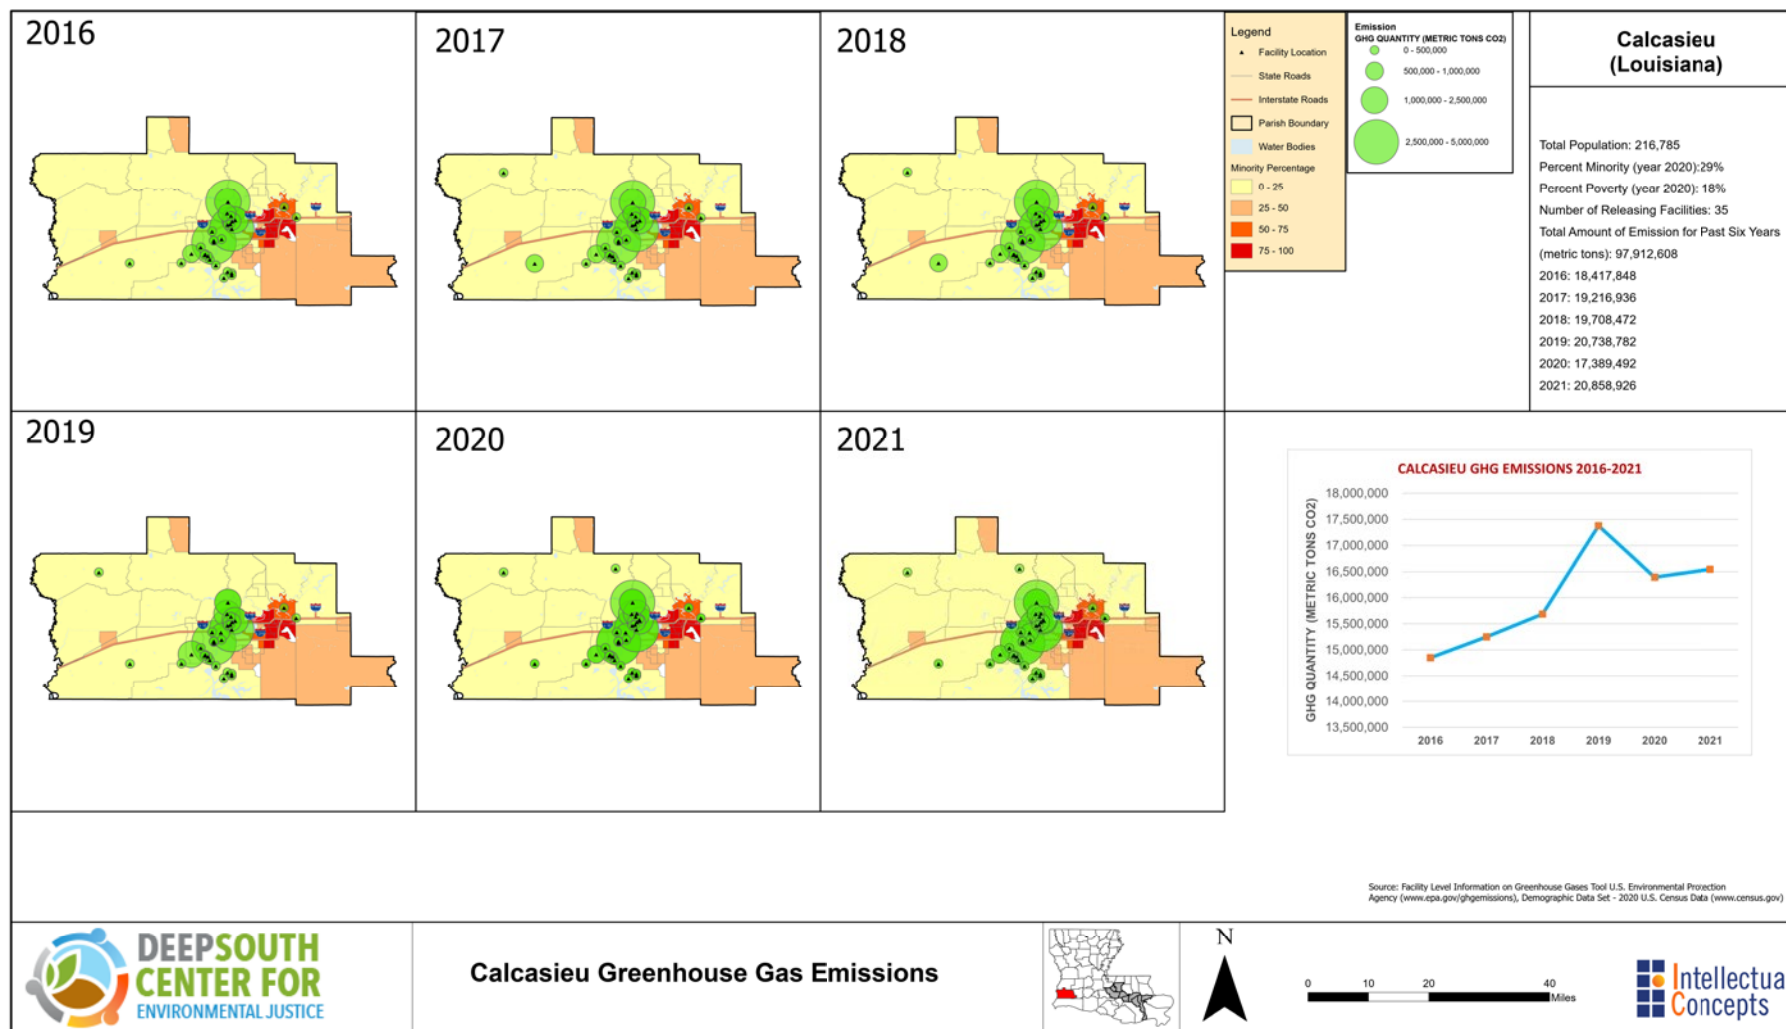 2016
2017
2018
Legend
Facility Location
State Roads
Interstate Roads
Parish Boundary
Water Bodies
Minority Percentage
0 - 25
25 - 50
50 - 75
75 - 100
Emission
GHG QUANTITY (METRIC TONS CO2)
0 - 500,000
500,000 - 1,000,000
1,000,000 - 2,500,000
2,500,000 - 5,000,000
Calcasieu
(Louisiana)
Total Population: 216,785
Percent Minority (year 2020):29%
Percent Poverty (year 2020): 18%
Number of Releasing Facilities: 35
Total Amount of Emission for Past Six Years
(metric tons): 97,912,608
2016: 18,417,848
2017: 19,216,936
2018: 19,708,472
2019: 20,738,782
2020: 17,389,492
2021: 20,858,926
2019
2020
2021
CALCASIEU GHG EMISSIONS 2016-2021
GHG QUANTITY (METRIC TONS CO2)
18,000,000
17,500,000
17,000,000
16,500,000
16,000,000
15,500,000
15,000,000
14,500,000
14,000,000
13,500,000
2016 2017 2018 2019 2020 2021
Source: Facility Level Information on Greenhouse Gases Tool U.S. Environmental Protection
Agency (www.epa.gov/ghgemissions), Demographic Data Set - 2020 U.S. Census Data (www.census.gov)
DEEPSOUTH
CENTER FOR
ENVIRONMENTAL JUSTICE
Calcasieu Greenhouse Gas Emissions
N
0 10 20 40
Miles
Intellectua
Concepts